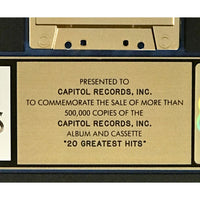 PRESENTED TO
CAPITOL RECORDS, INC.
TO COMMEMORATE THE SALE OF MORE THAN
500,000 COPIES OF THE
CAPITOL RECORDS, INC.
ALBUM AND CASSETTE
"20 GREATEST HITS"